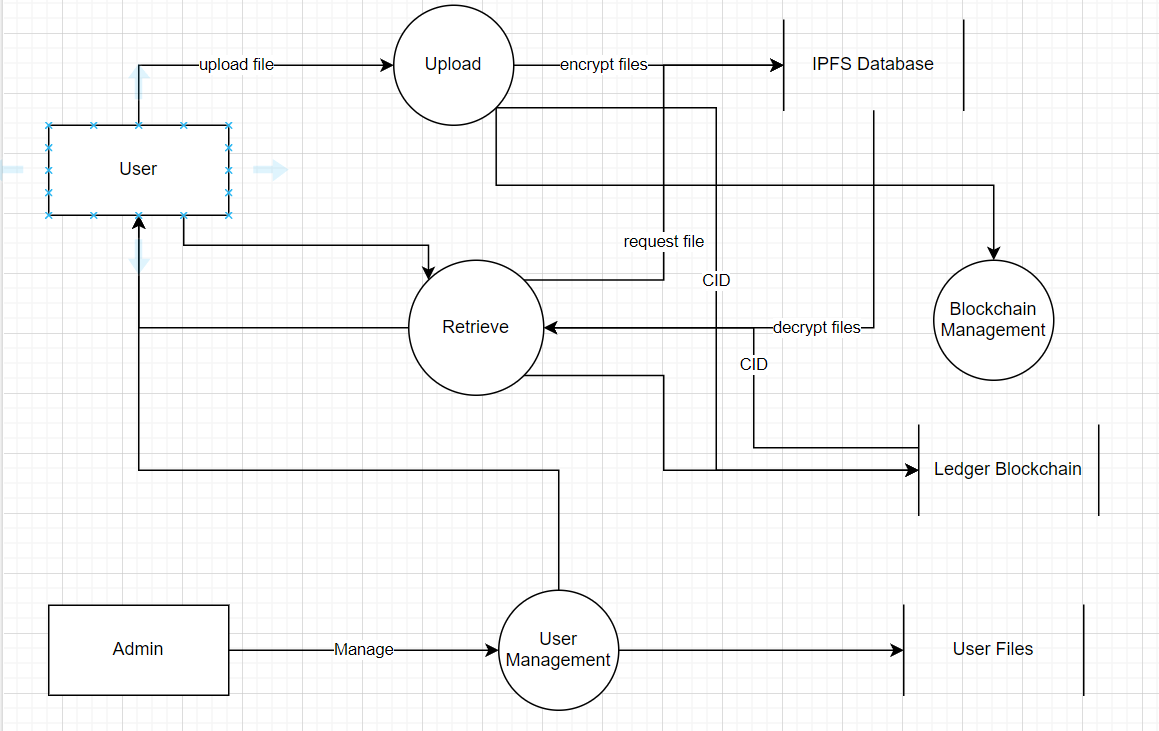 upload file
Upload
encrypt files
IPFS Database
User
request file
CID
Retrieve
decrypt files
Blockchain
Management
CID
Ledger Blockchain
Admin
Manage
User
Management
User Files